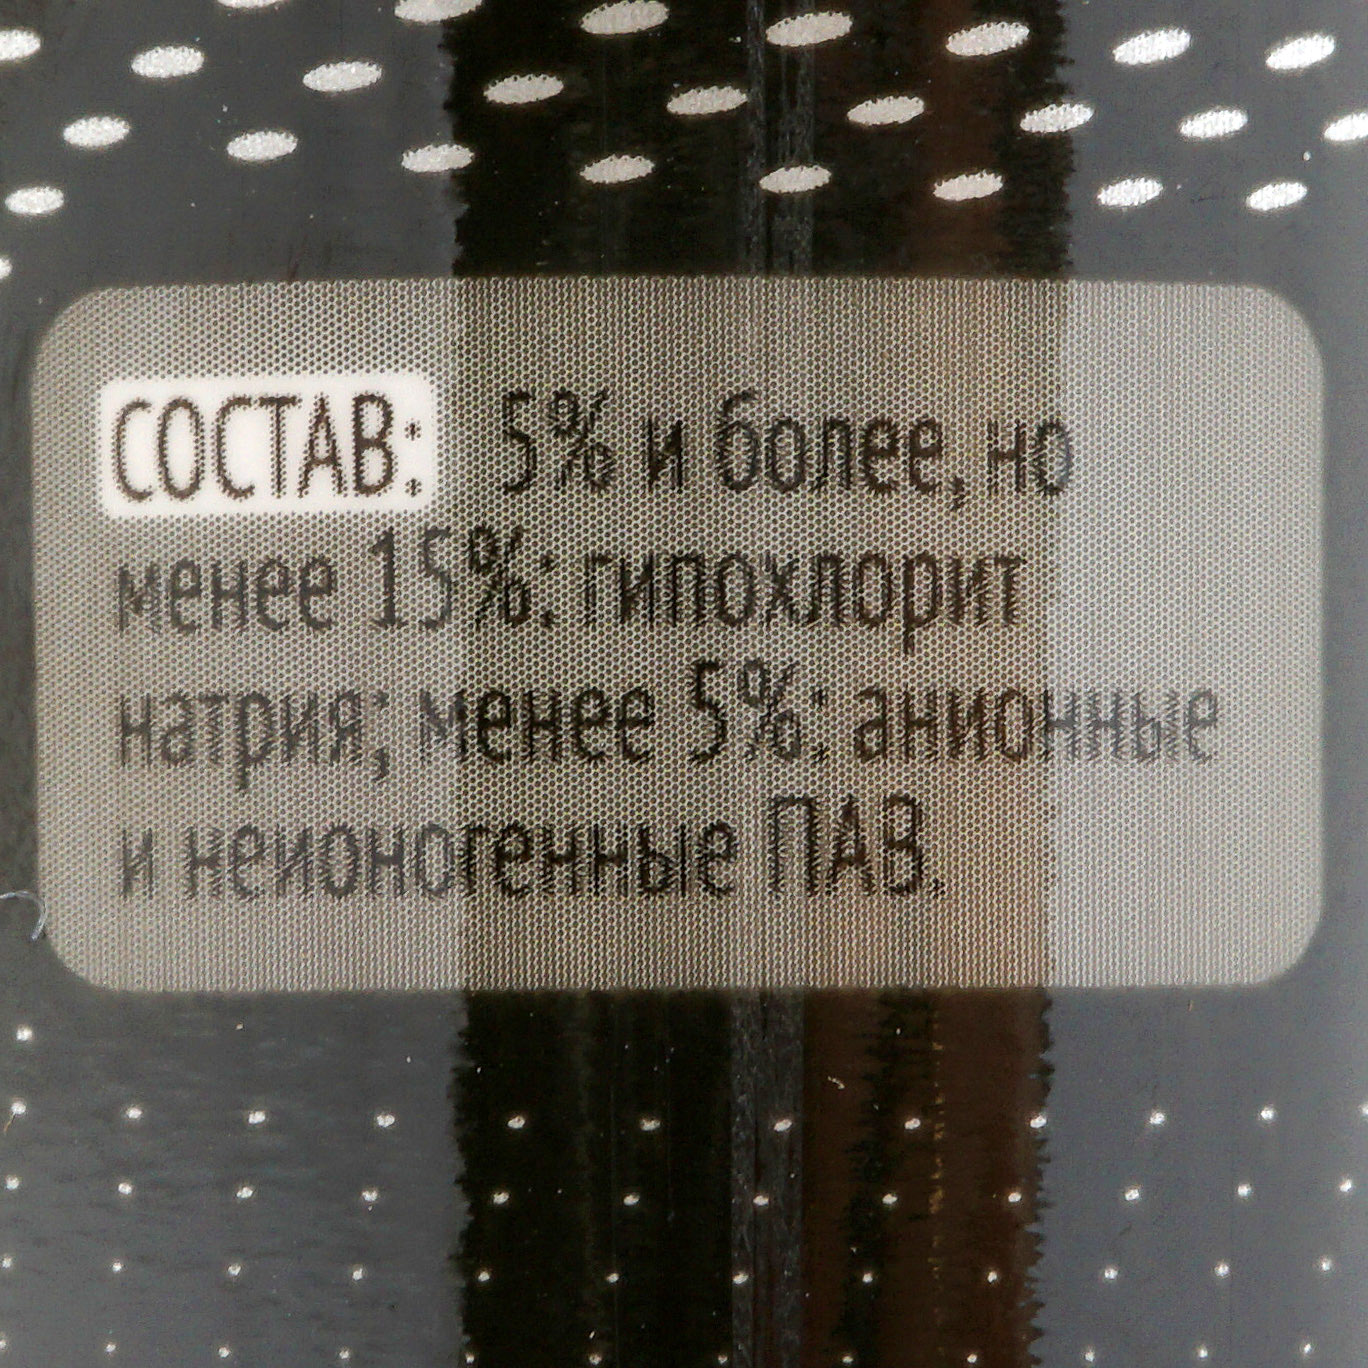 СОСТАВ: 5% и более, но
менее 15%: гипохлорит
натрия; менее 5%: анионные
и неионогенные ПАВ.